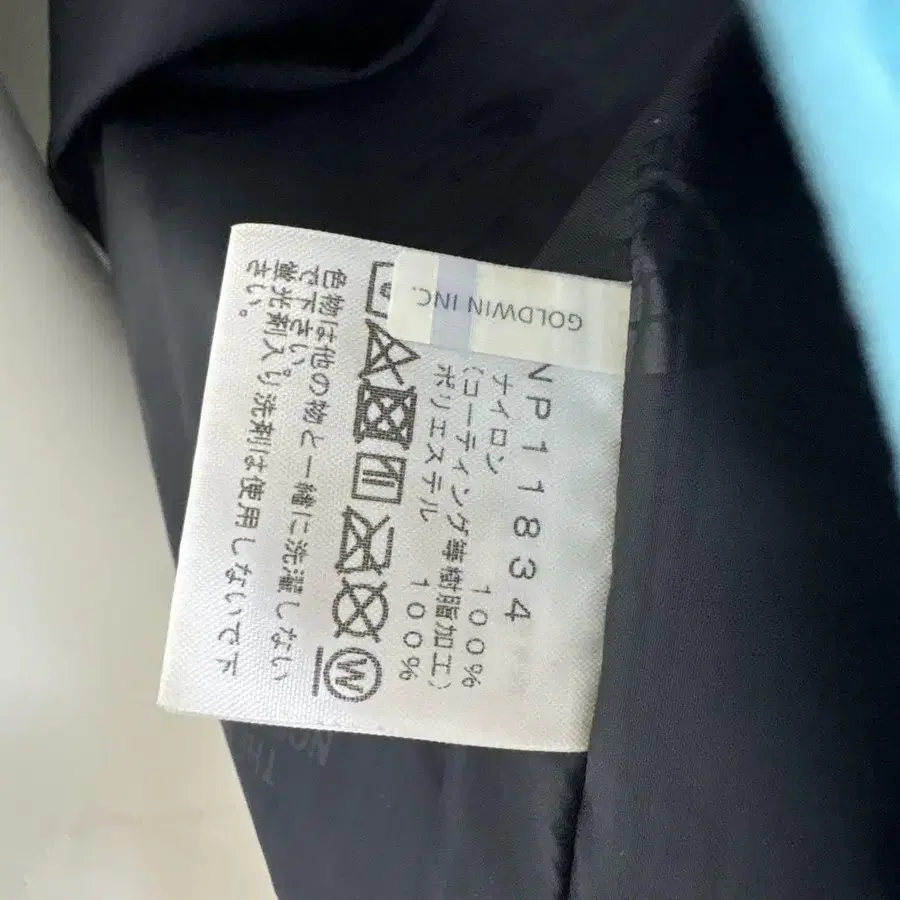 GOLDWIN INC.
NP11834
ナイロン 100%
(コーティング等樹脂加工)
ポリエステル 100%
W
色物は他の物と一緒に洗濯しない
で下さい。
蛍光剤入り洗剤は使用しないで下
さい。